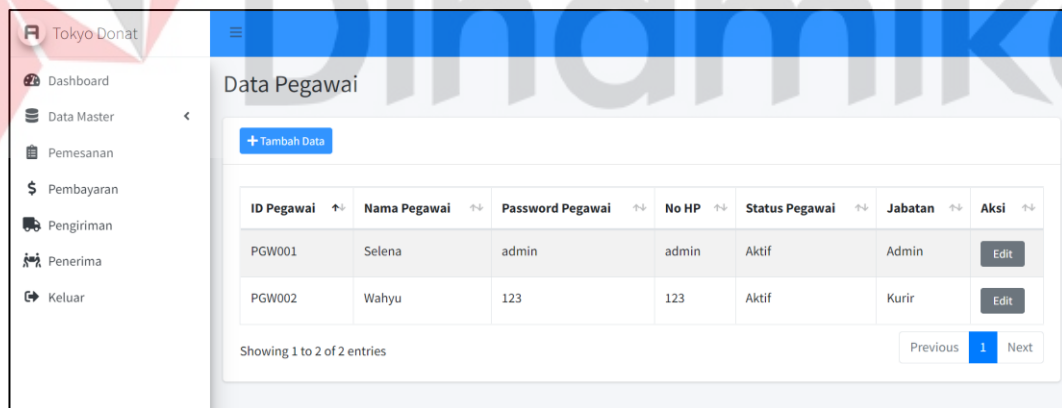 Dinamika
Tokyo Donat
Dashboard
Data Master
Pemesanan
Pembayaran
Pengiriman
Penerima
Keluar
Data Pegawai
+ Tambah Data
ID Pegawai Nama Pegawai Password Pegawai No HP Status Pegawai Jabatan Aksi
PGW001 Selena admin admin Aktif Admin Edit
PGW002 Wahyu 123 123 Aktif Kurir Edit
Showing 1 to 2 of 2 entries
Previous 1 Next